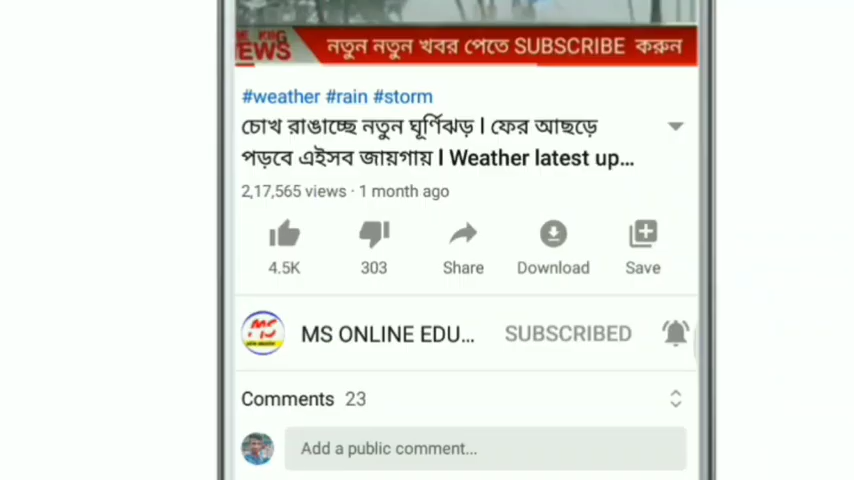 NEWS
নতুন নতুন খবর পেতে SUBSCRIBE করুন
#weather #rain #storm
চোখ রাঙাচ্ছে নতুন ঘূর্ণিঝড় l ফের আছড়ে
পড়বে এইসব জায়গায় l Weather latest up...
2,17,565 views · 1 month ago
4.5K 303 Share Download Save
MS ONLINE EDU... SUBSCRIBED
Comments 23
Add a public comment...